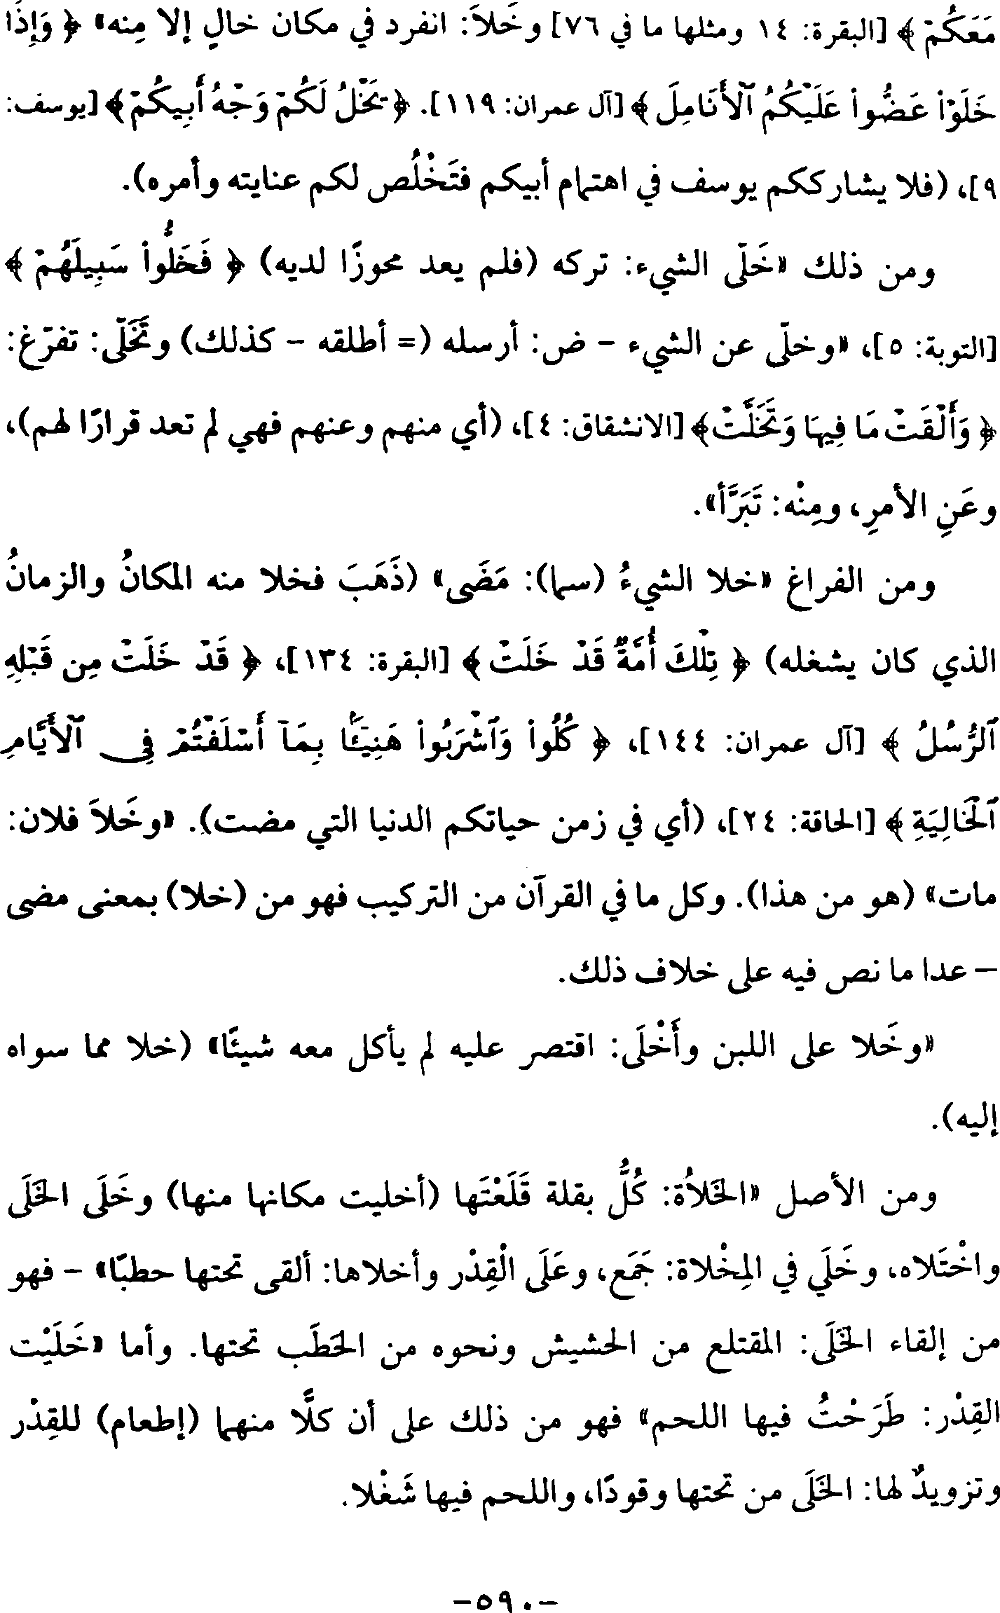 مَعَكُمْ ﴾ [البقرة: ١٤ ومثلها ما في ٧٦] وخَلاَ: انفرد في مكان خالٍ إلا مِنه» ﴿ وَإِذَا
خَلَوْاْ عَضُّواْ عَلَيْكُمُ ٱلْأَنَامِلَ ﴾ [آل عمران: ١١٩]. ﴿ يَخْلُ لَكُمْ وَجْهُ أَبِيكُمْ ﴾ [يوسف:
٩]، (فلا يشارككم يوسف في اهتمام أبيكم فتَخْلُص لكم عنايته وأمره).
ومن ذلك «خَلّى الشيء: تركه (فلم يعد محوزًا لديه) ﴿ فَخَلُّواْ سَبِيلَهُمْ ﴾
[التوبة: ٥]، «وخلّى عن الشيء - ض: أرسله (= أطلقه - كذلك) وتَخَلّى: تفرّغ:
﴿ وَأَلْقَتْ مَا فِيهَا وَتَخَلَّتْ ﴾ [الانشقاق: ٤]، (أي منهم وعنهم فهي لم تعد قرارًا لهم)،
وعَنِ الأمرِ، ومِنْه: تَبَرَّأ».
ومن الفراغ «خلا الشيءُ (سما): مَضَى» (ذَهَبَ فخلا منه المكانُ والزمانُ
الذي كان يشغله) ﴿ تِلْكَ أُمَّةٌ قَدْ خَلَتْ ﴾ [البقرة: ١٣٤]، ﴿ قَدْ خَلَتْ مِن قَبْلِهِ
ٱلرُّسُلُ ﴾ [آل عمران: ١٤٤]، ﴿ كُلُواْ وَٱشْرَبُواْ هَنِيٓـًٔا بِمَآ أَسْلَفْتُمْ فِى ٱلْأَيَّامِ
ٱلْخَالِيَةِ ﴾ [الحاقة: ٢٤]، (أي في زمن حياتكم الدنيا التي مضت). «وخَلاَ فلان:
مات» (هو من هذا). وكل ما في القرآن من التركيب فهو من (خلا) بمعنى مضى
– عدا ما نص فيه على خلاف ذلك.
«وخَلا على اللبن وأَخْلَى: اقتصر عليه لم يأكل معه شيئًا» (خلا مما سواه
إليه).
ومن الأصل «الخَلاُة: كُلُّ بقلة قَلَعْتَها (أخليت مكانها منها) وخَلَى الخَلَى
واخْتَلاه، وخَلَي في المِخْلاة: جَمَع، وعَلَى الْقِدْر وأخلاها: ألقى تحتها حطبًا» – فهو
من إلقاء الخَلَى: المقتلع من الحشيش ونحوه من الحَطَب تحتها. وأما «خَلَيْت
القِدْر: طَرَحْتُ فيها اللحم» فهو من ذلك على أن كلًّا منهما (إطعام) للقِدْر
وتزويدٌ لها: الخَلَى من تحتها وقودًا، واللحم فيها شَغْلا.
-٥٩٠-